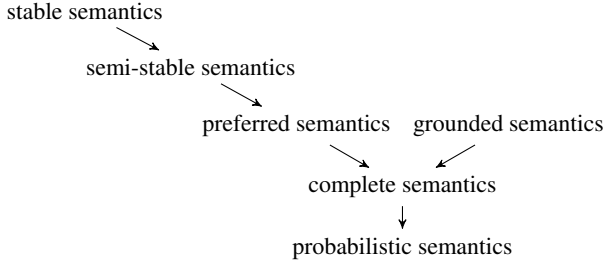 stable semantics
semi-stable semantics
preferred semantics grounded semantics
complete semantics
probabilistic semantics